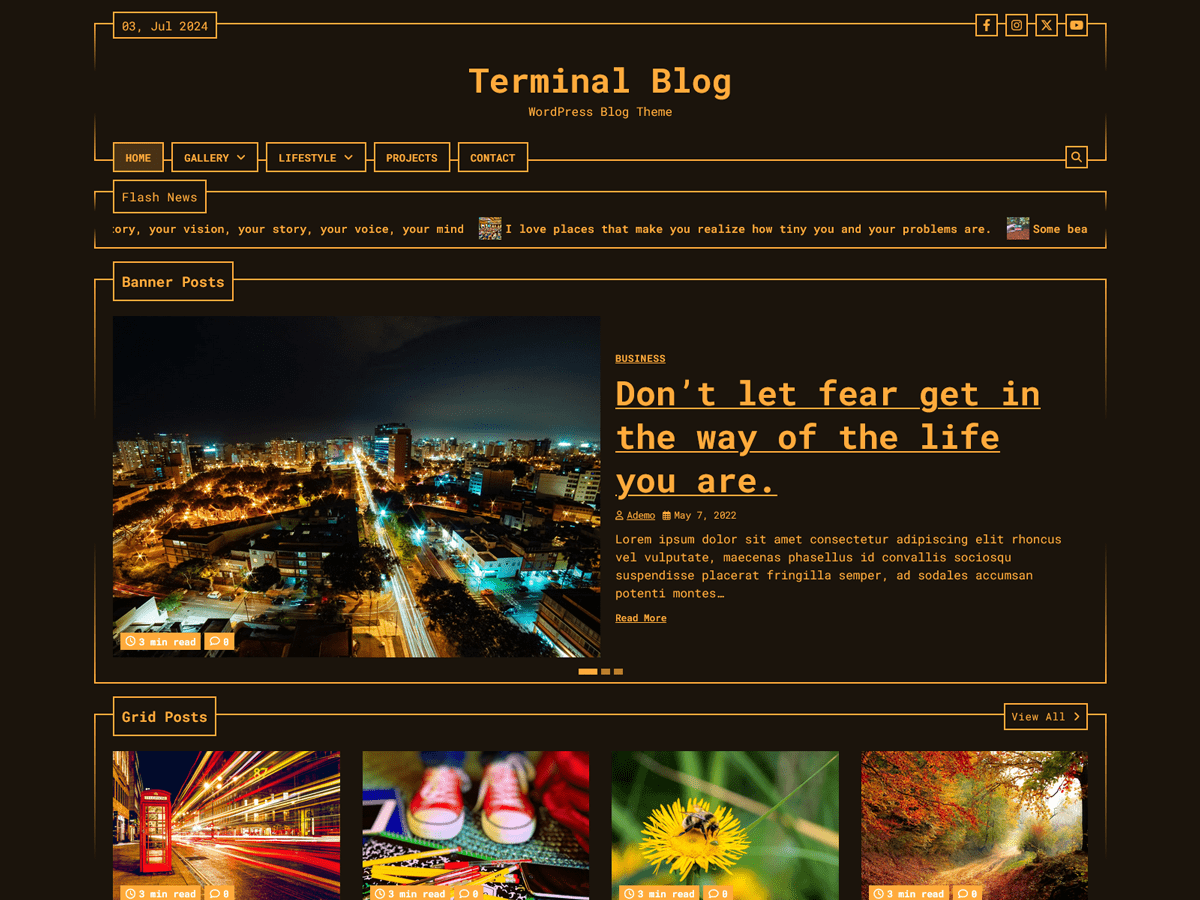 03, Jul 2024
Terminal Blog
WordPress Blog Theme
HOME
GALLERY
LIFESTYLE
PROJECTS
CONTACT
Flash News
ory, your vision, your story, your voice, your mind
I love places that make you realize how tiny you and your problems are.
Some bea
Banner Posts
BUSINESS
Don’t let fear get in
the way of the life
you are.
Ademo May 7, 2022
Lorem ipsum dolor sit amet consectetur adipiscing elit rhoncus
vel vulputate, maecenas phasellus id convallis sociosqu
suspendisse placerat fringilla semper, ad sodales accumsan
potenti montes…
Read More
3 min read 0
Grid Posts
View All
87
3 min read 0
3 min read 0
3 min read 0
3 min read 0